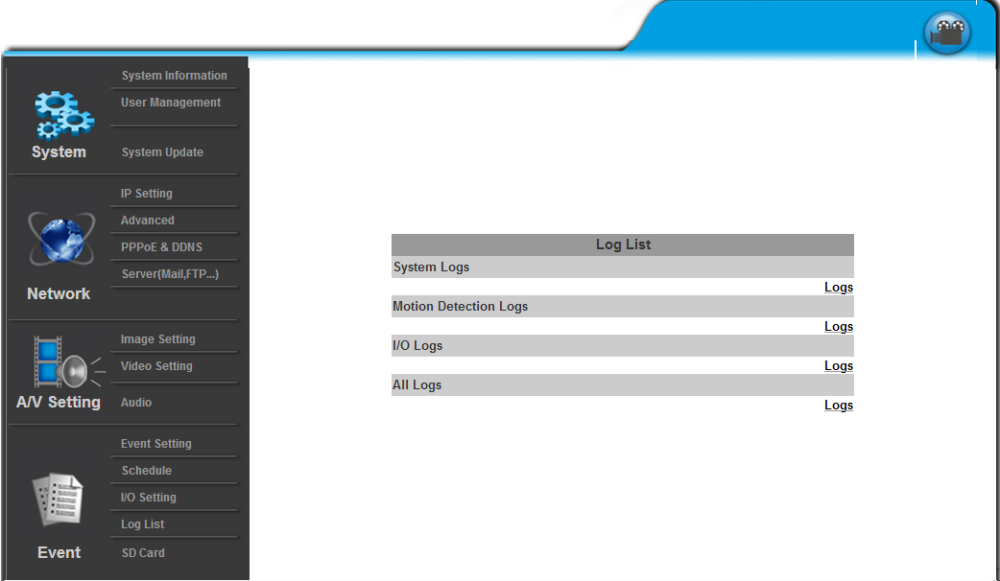 System Information
User Management
System
System Update
IP Setting
Advanced
PPPoE & DDNS
Server(Mail,FTP...)
Network
Image Setting
Video Setting
A/V Setting
Audio
Event Setting
Schedule
I/O Setting
Log List
Event
SD Card
Log List
System Logs
Logs
Motion Detection Logs
Logs
I/O Logs
Logs
All Logs
Logs